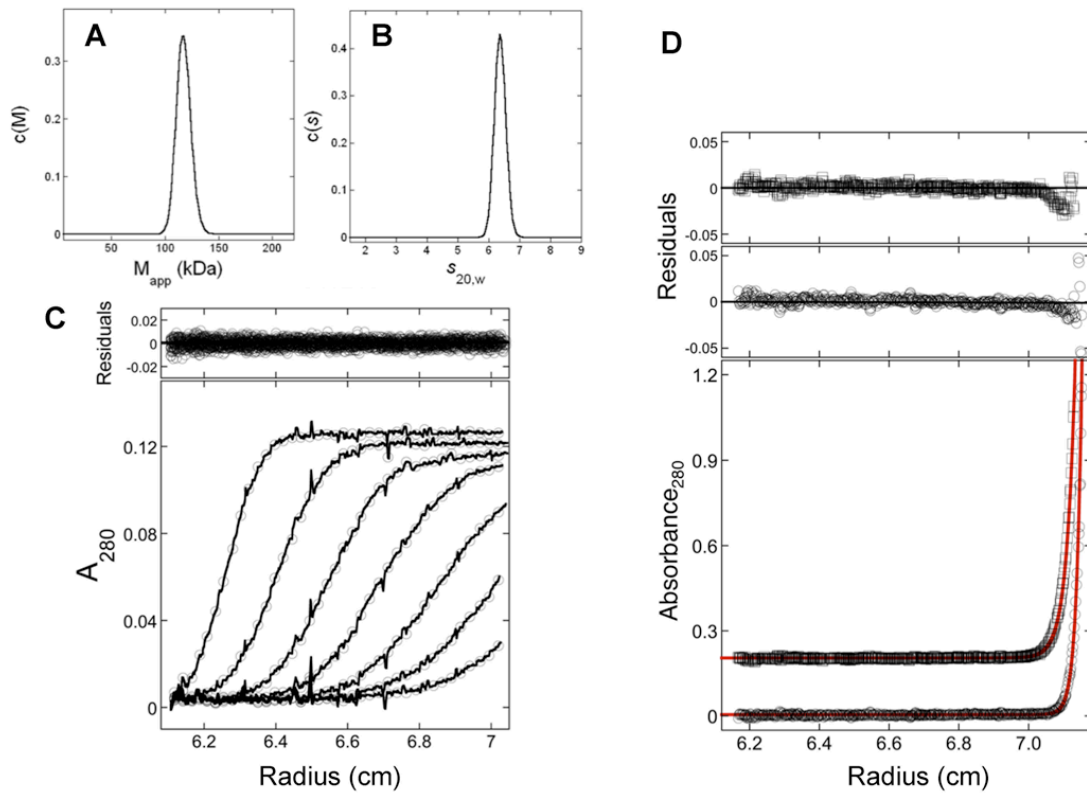 A
c(M)
0.3
0.2
0.1
0
50 100 150 200
M_app (kDa)
B
c(s)
0.4
0.3
0.2
0.1
0
2 3 4 5 6 7 8 9
s_20,w
C
Residuals
0.02
0
-0.02
A_280
0.12
0.08
0.04
0
6.2 6.4 6.6 6.8 7
Radius (cm)
D
Residuals
0.05
0
-0.05
0.05
0
-0.05
Absorbance_280
1.2
0.9
0.6
0.3
0
6.2 6.4 6.6 6.8 7.0
Radius (cm)